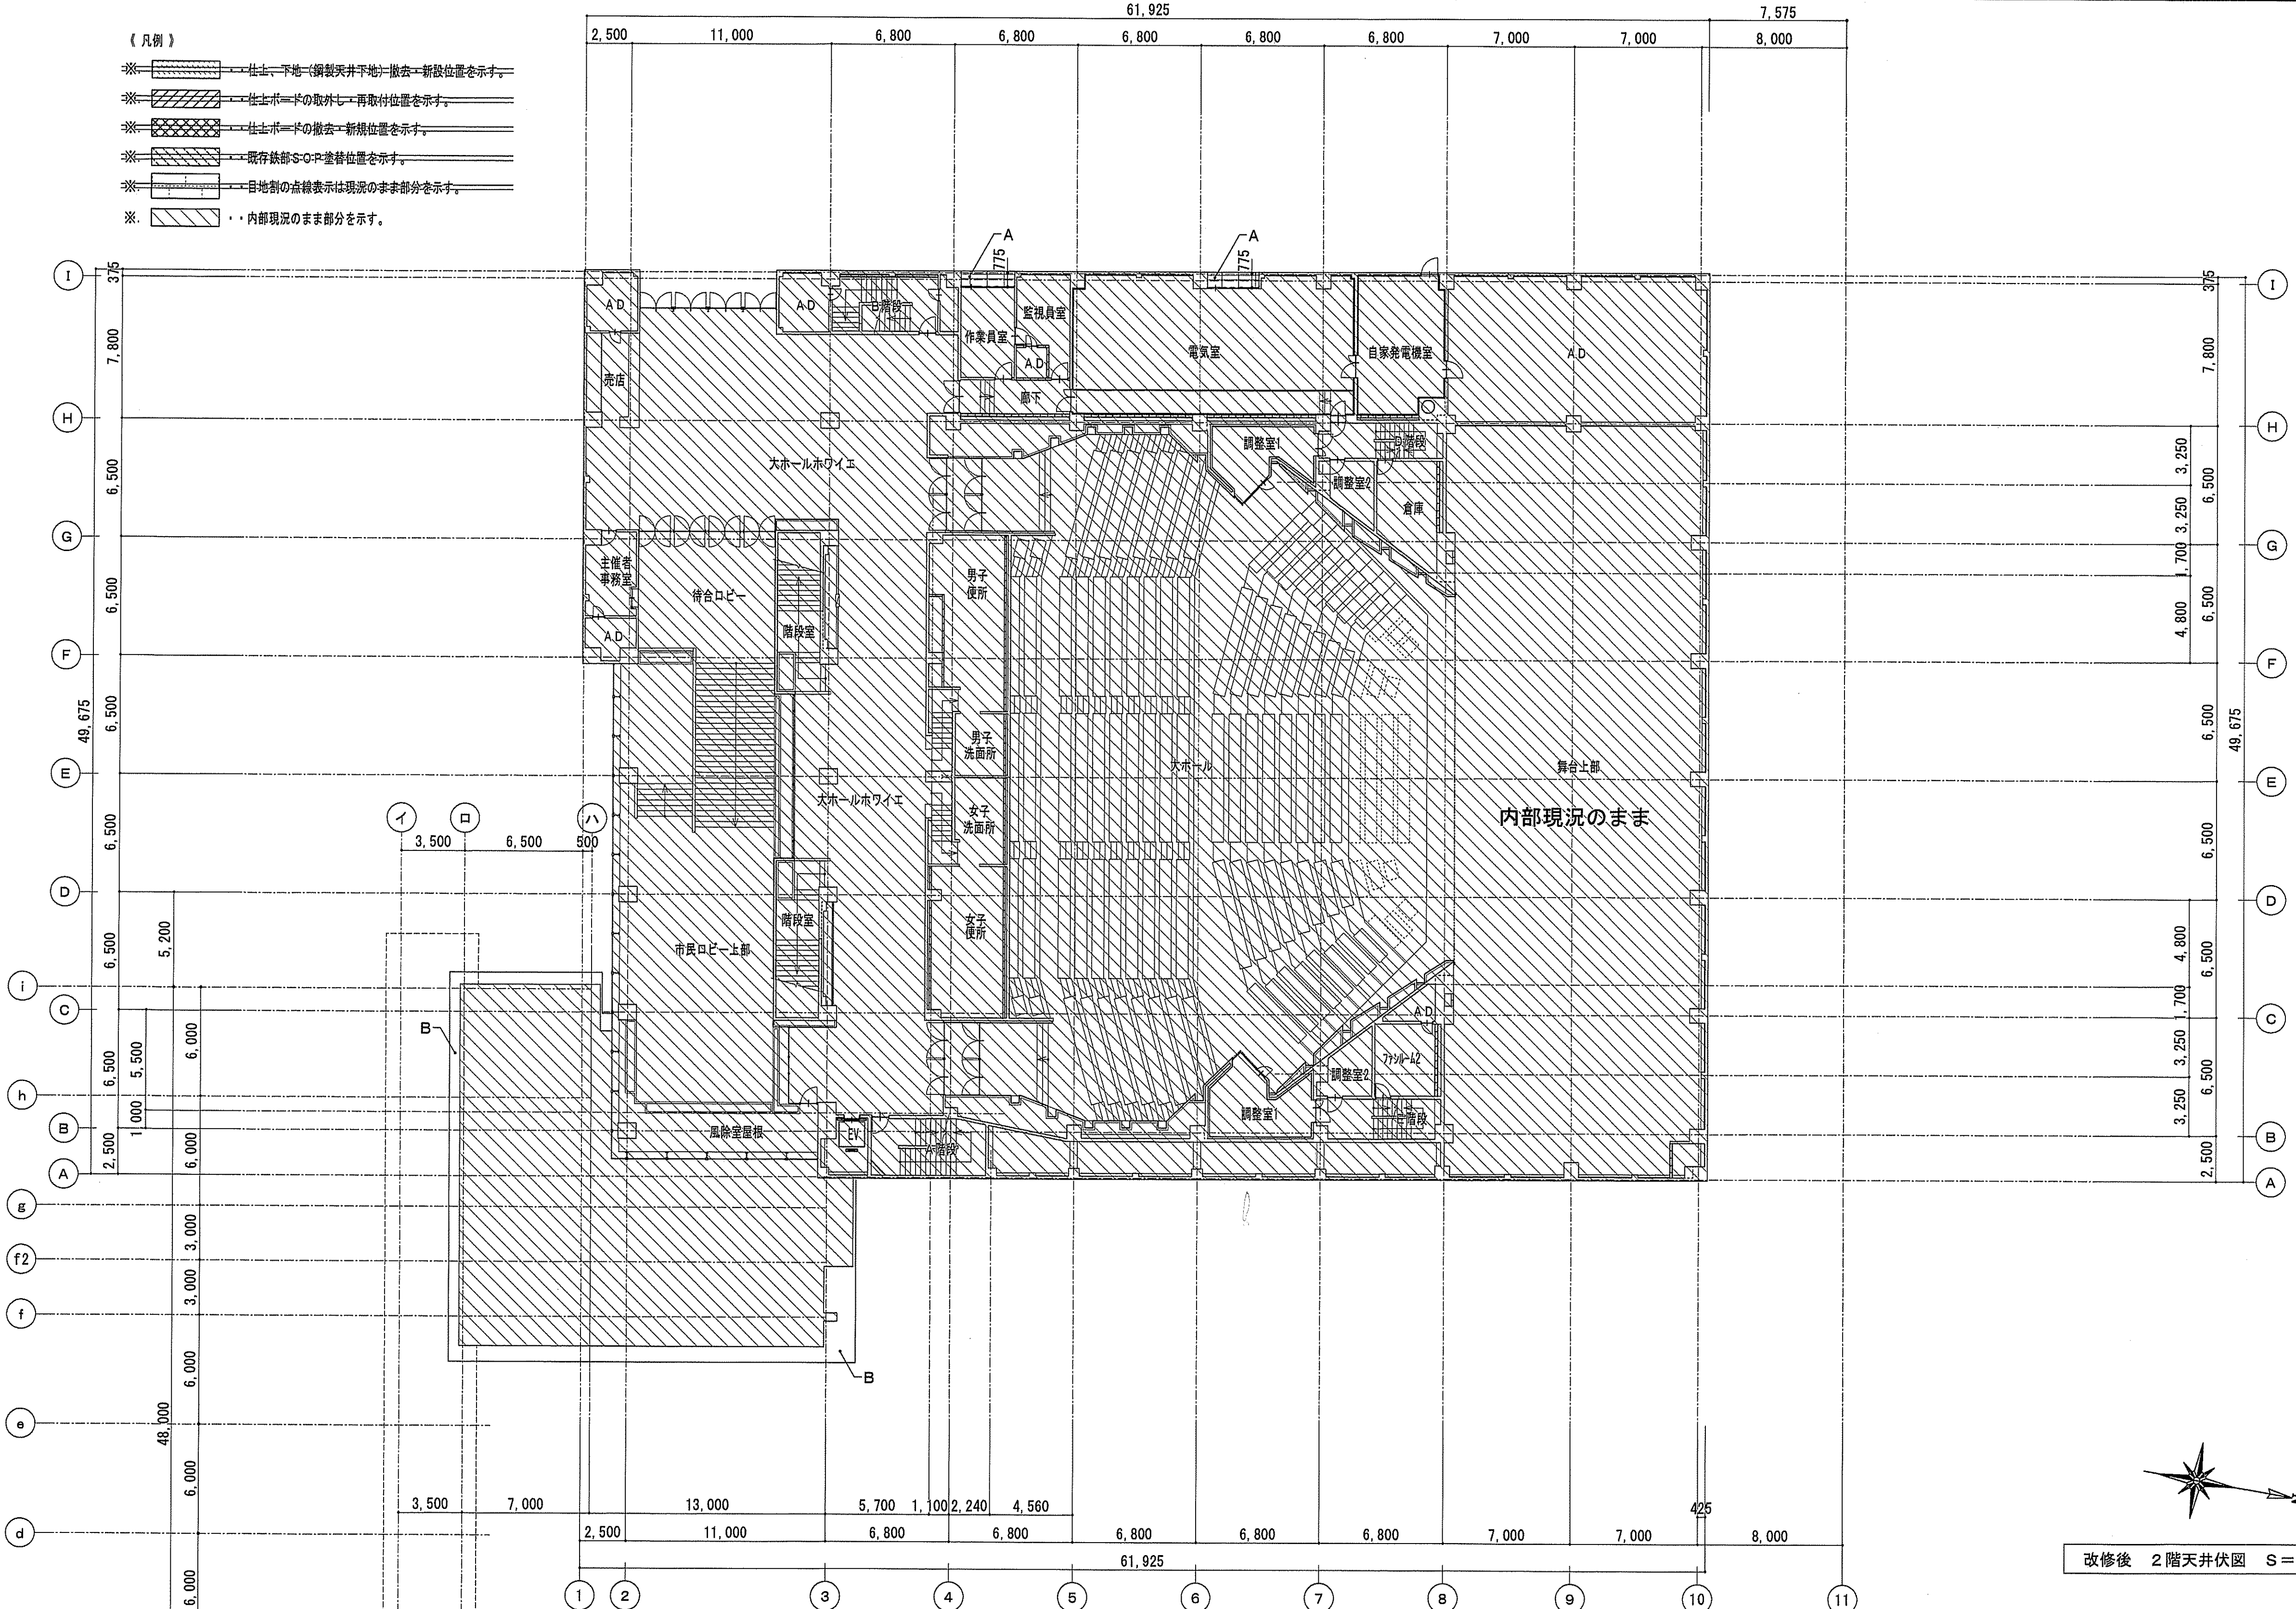 61,925
7,575
2,500 11,000 6,800 6,800 6,800 6,800 6,800 7,000 7,000 8,000
《 凡例 》
※. ・・仕上、下地（鋼製天井下地）撤去・新設位置を示す。
※. ・・仕上ボードの取外し・再取付位置を示す。
※. ・・仕上ボードの撤去・新規位置を示す。
※. ・・既存鉄部ＳＯＰ塗替位置を示す。
※. ・・目地割の点線表示は現況のまま部分を示す。
※. ・・内部現況のまま部分を示す。
A A
775 775
I 375 375 I
ＡＤ ＡＤ B階段 作業員室 監視員室 ＡＤ 電気室 自家発電機室 ＡＤ
7,800 7,800
売店 廊下
H H
大ホールホワイエ 調整室1 D階段 調整室2 倉庫
6,500 3,250 3,250 6,500
G G
主催者
事務室
待合ロビー
男子
便所
6,500 1,700 4,800 6,500
階段室
ＡＤ
F F
49,675 6,500 6,500 49,675
男子
洗面所
大ホール
舞台上部
E E
大ホールホワイエ
女子
洗面所
内部現況のまま
イ ロ ハ
3,500 6,500 500
6,500 6,500
D D
階段室
女子
便所
市民ロビー上部
6,500 5,200 4,800 1,700 6,500
i
C C
B
ＡＤ
ﾌｧﾝﾙｰﾑ2
調整室2
調整室1
E階段
6,500 5,500 6,000 3,250 3,250 6,500
h
1,000
風除室屋根
EV
A階段
B B
2,500 6,000 2,500
A A
g
3,000
f2
3,000
f
B
6,000
e
48,000
6,000
3,500 7,000 13,000 5,700 1,100 2,240 4,560 425
d
2,500 11,000 6,800 6,800 6,800 6,800 6,800 7,000 7,000 8,000
61,925
6,000
1 2 3 4 5 6 7 8 9 10 11
改修後　２階天井伏図　Ｓ＝